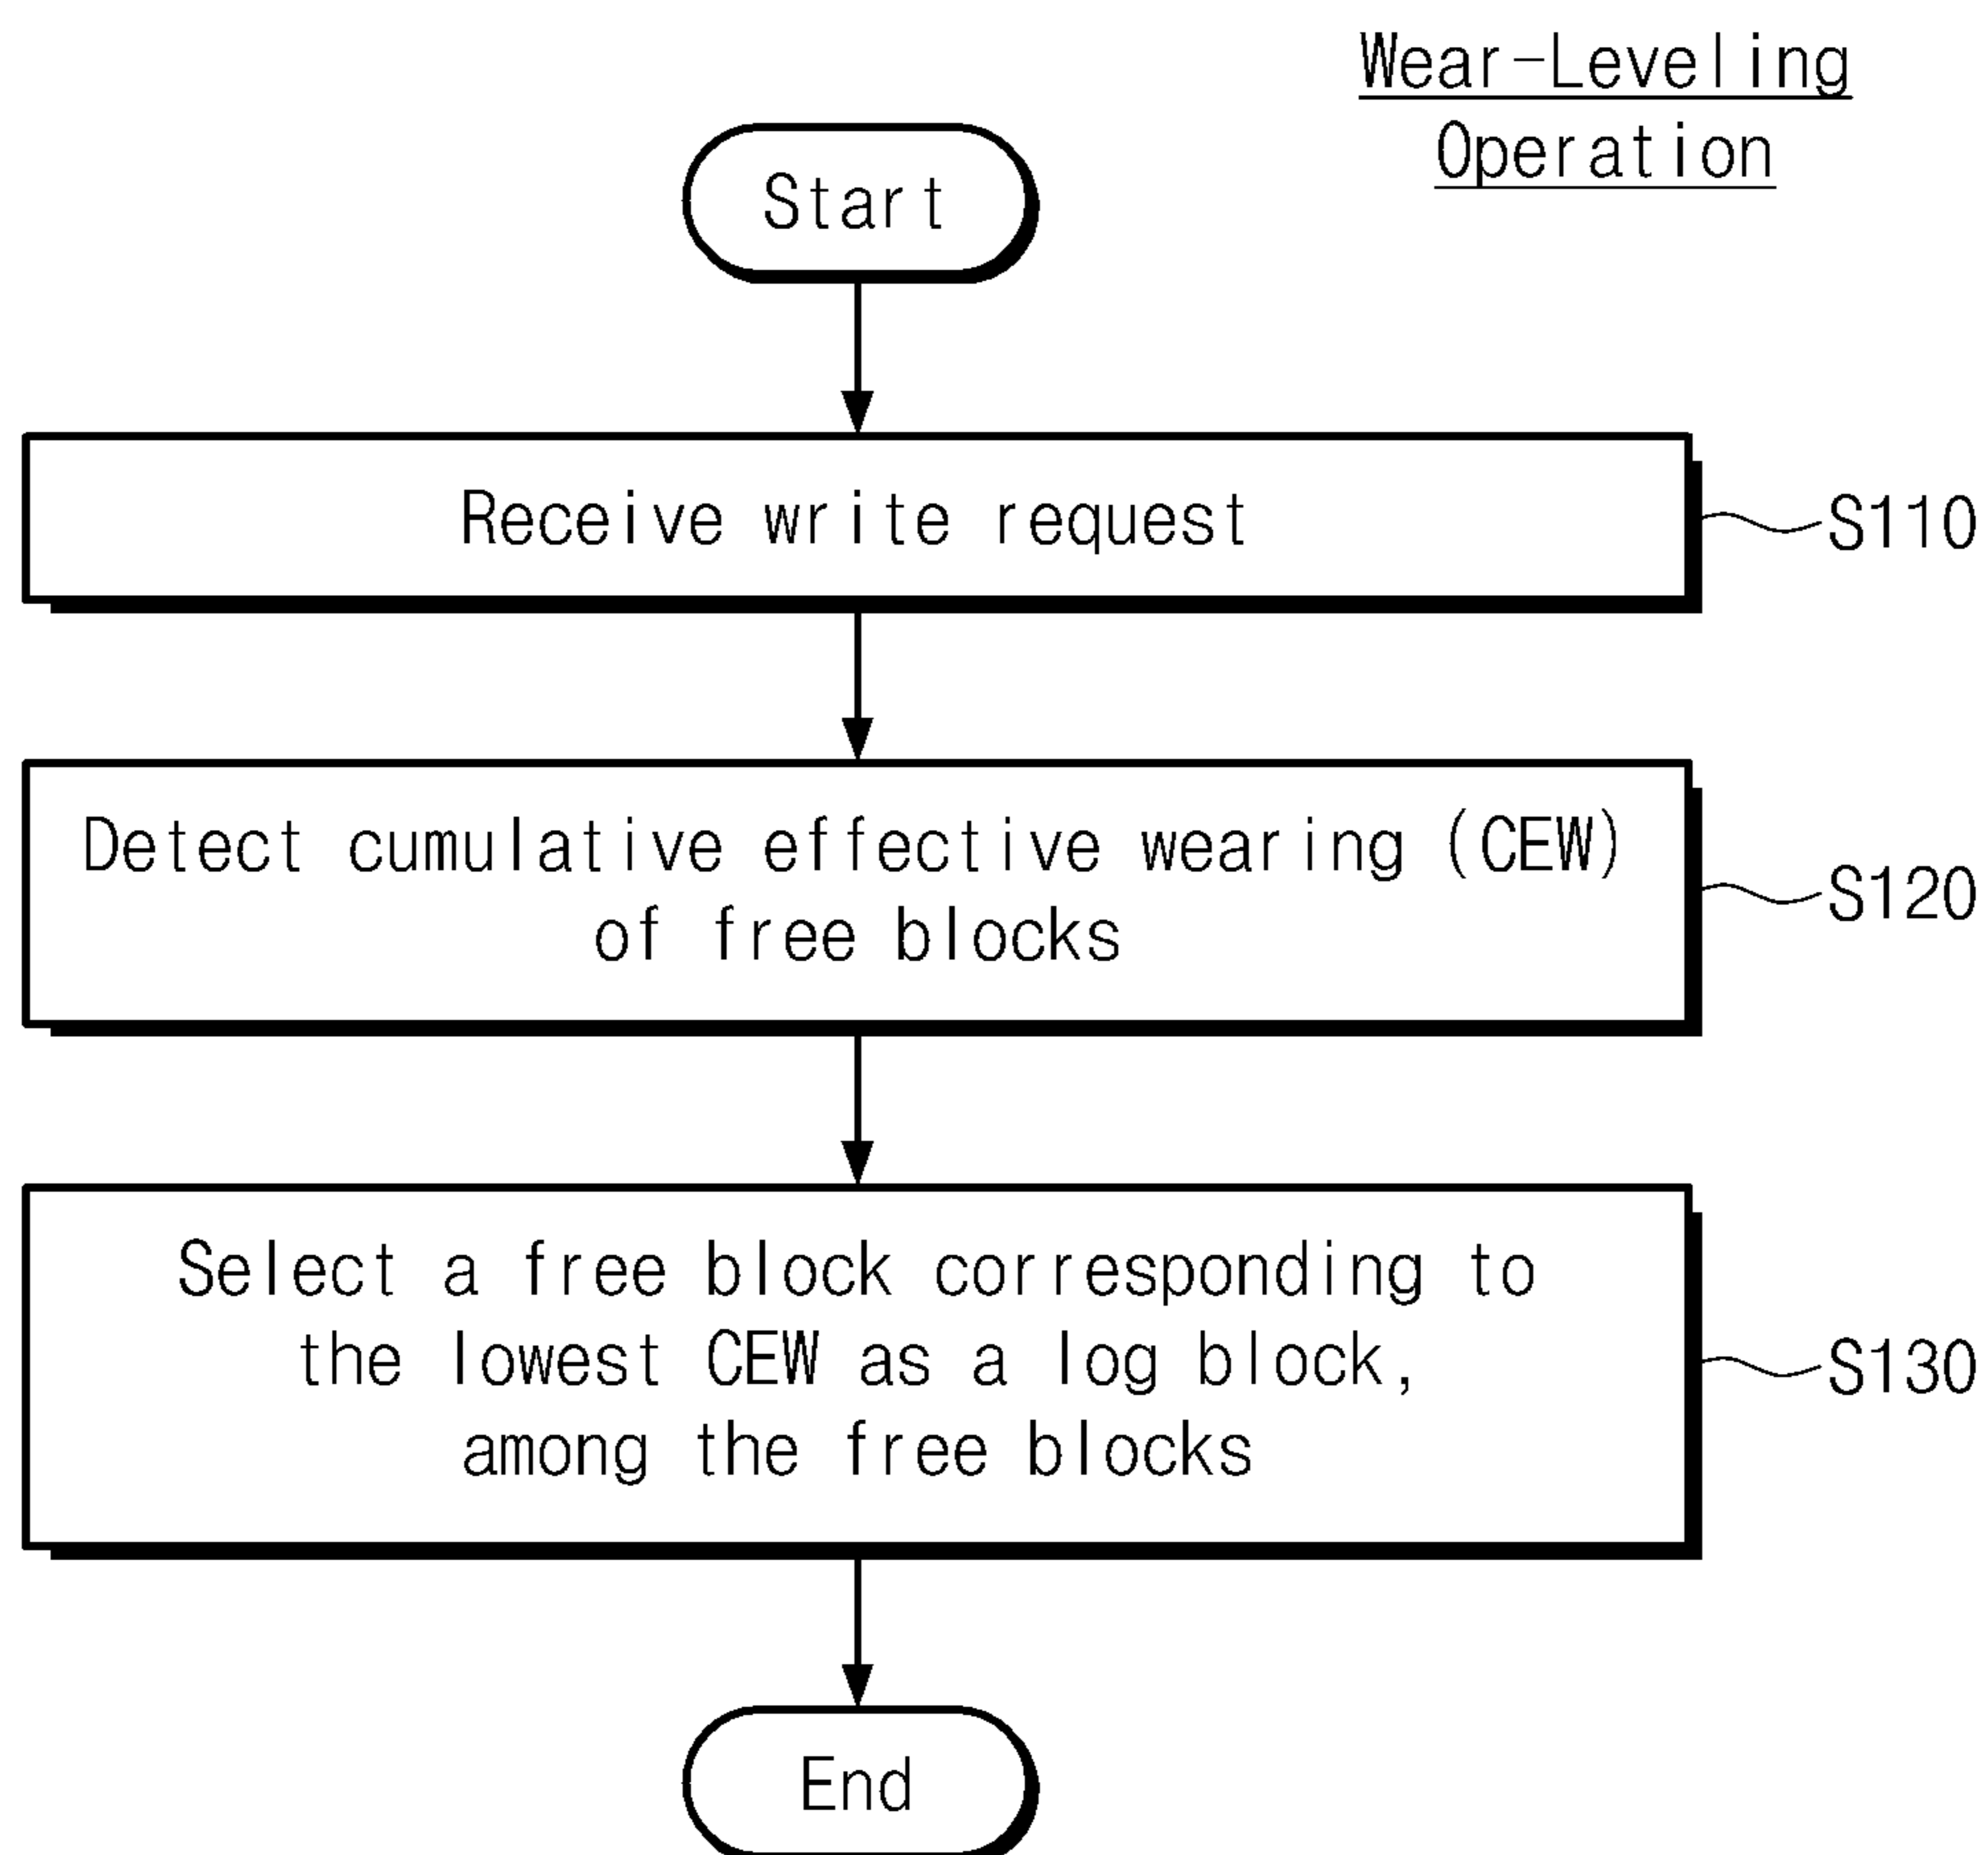 Wear-Leveling
Operation
Start
Receive write request
S110
Detect cumulative effective wearing (CEW)
of free blocks
S120
Select a free block corresponding to
the lowest CEW as a log block,
among the free blocks
S130
End